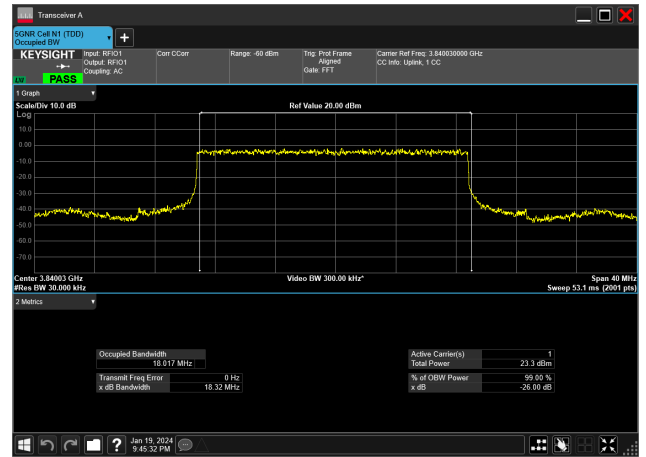 Transceiver A
5GNR Cell N1 (TDD)
Occupied BW
KEYSIGHT Input: RFIO1 Corr CCorr Range: -60 dBm Trig: Prot Frame Carrier Ref Freq: 3.840030000 GHz
Output: RFIO1 Aligned CC Info: Uplink, 1 CC
Coupling: AC Gate: FFT
LXI PASS
1 Graph
Scale/Div 10.0 dB Ref Value 20.00 dBm
Log
10.0
0.00
-10.0
-20.0
-30.0
-40.0
-50.0
-60.0
-70.0
Center 3.84003 GHz Video BW 300.00 kHz* Span 40 MHz
#Res BW 30.000 kHz Sweep 53.1 ms (2001 pts)
2 Metrics
Occupied Bandwidth Active Carrier(s) 1
18.017 MHz Total Power 23.3 dBm
Transmit Freq Error 0 Hz % of OBW Power 99.00 %
x dB Bandwidth 18.32 MHz x dB -26.00 dB
? Jan 19, 2024
9:45:32 PM